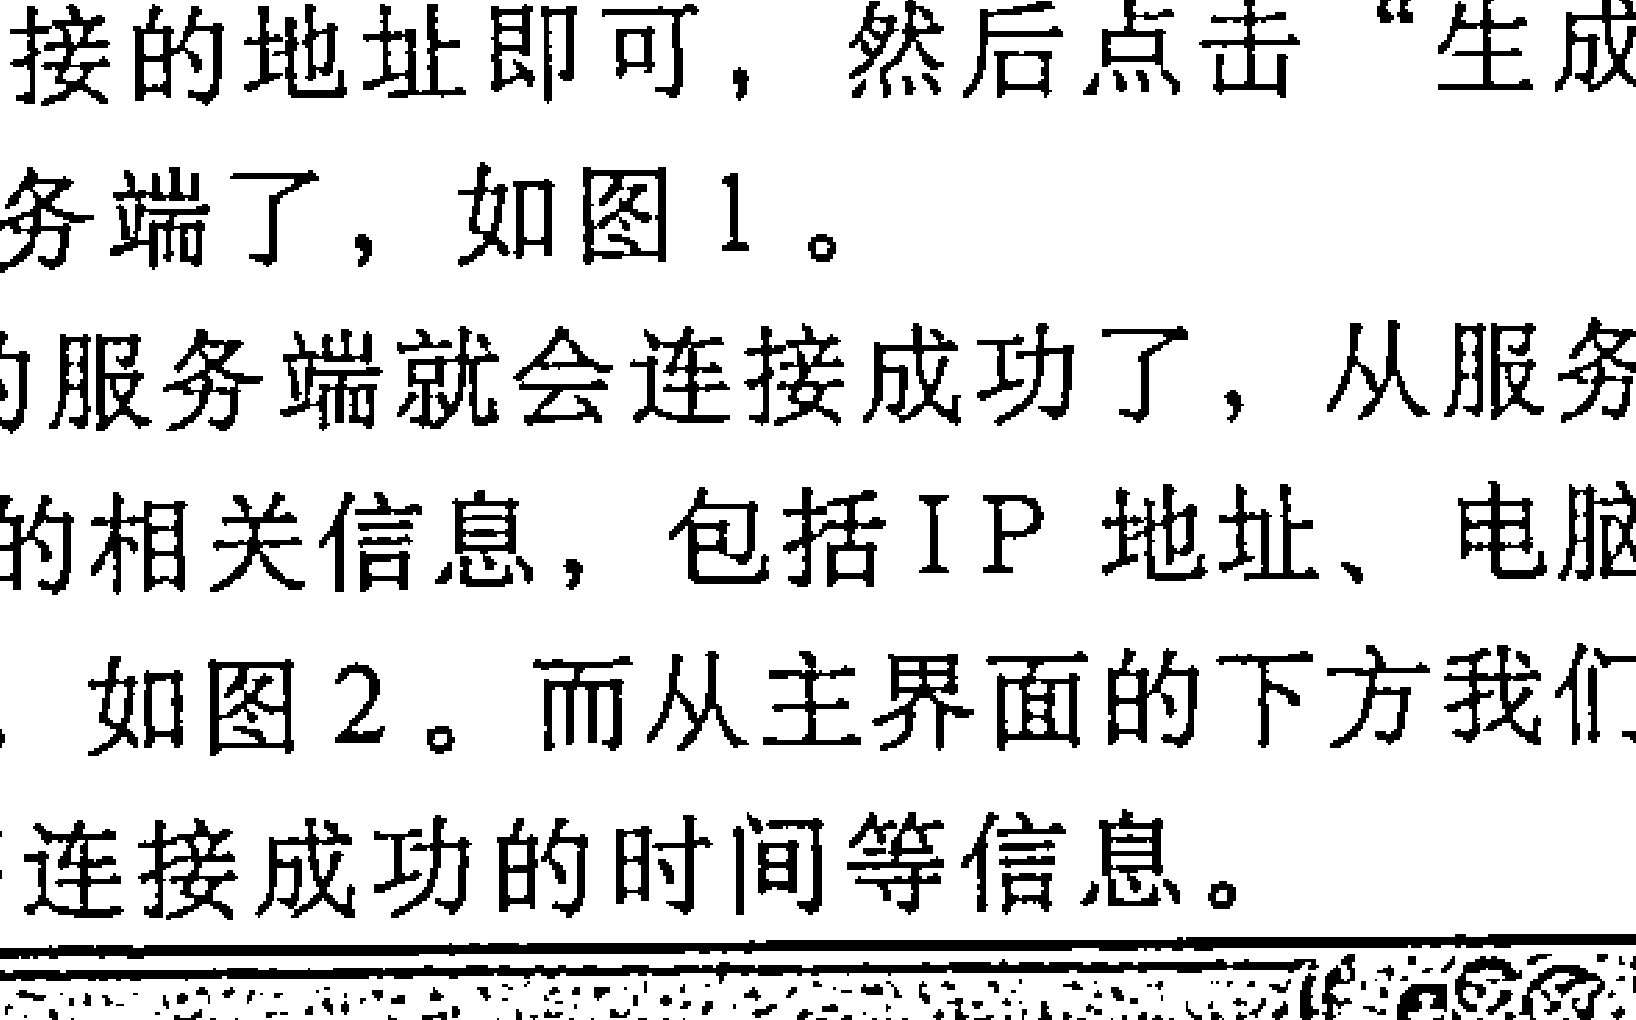 接的地址即可，然后点击“生成
务端了，如图1。
的服务端就会连接成功了，从服务
的相关信息，包括IP 地址、电脑
，如图2。而从主界面的下方我们
连接成功的时间等信息。